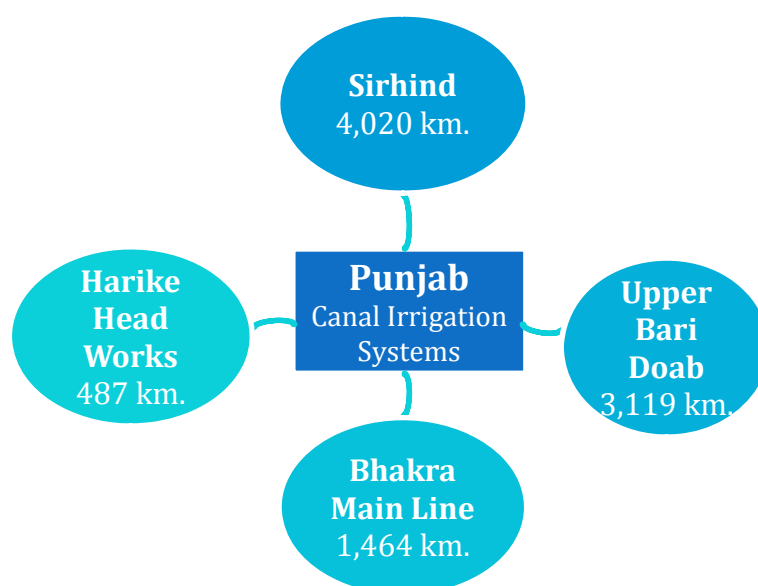 Sirhind
4,020 km.
Harike
Head
Works
487 km.
Punjab
Canal Irrigation
Systems
Upper
Bari
Doab
3,119 km.
Bhakra
Main Line
1,464 km.